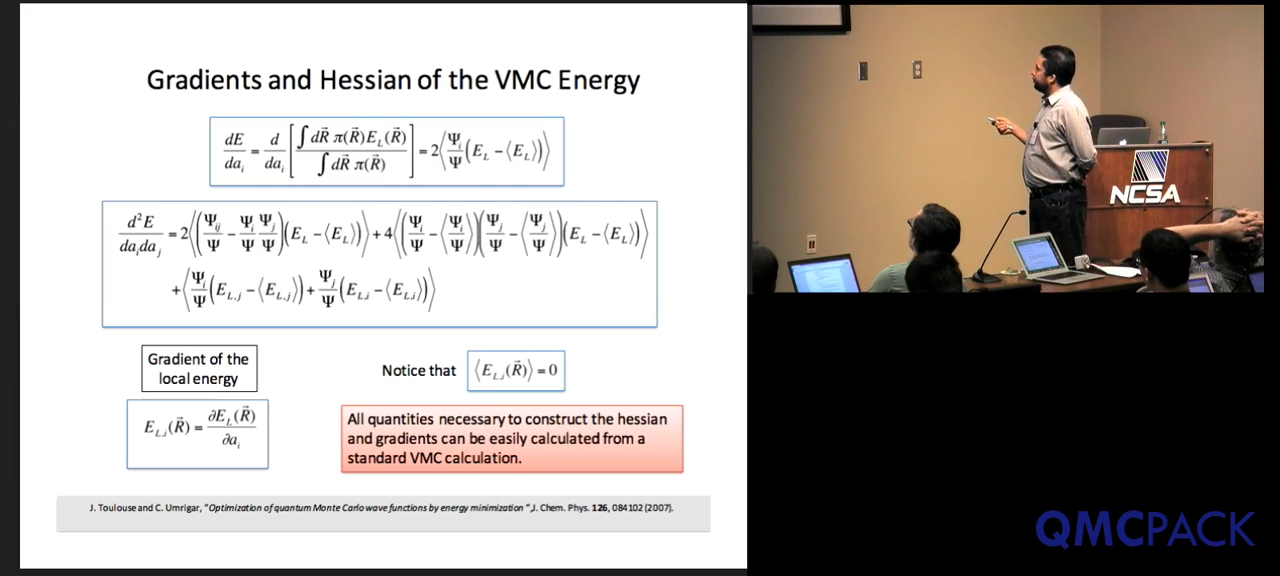 Gradients and Hessian of the VMC Energy
dE/da_i = d/da_i [∫dR⃗ π(R⃗)E_L(R⃗) / ∫dR⃗ π(R⃗)] = 2⟨Ψ_i/Ψ (E_L − ⟨E_L⟩)⟩
d²E/da_i da_j = 2⟨(Ψ_ij/Ψ − Ψ_i/Ψ Ψ_j/Ψ)(E_L − ⟨E_L⟩)⟩ + 4⟨(Ψ_i/Ψ − ⟨Ψ_i/Ψ⟩)(Ψ_j/Ψ − ⟨Ψ_j/Ψ⟩)(E_L − ⟨E_L⟩)⟩
+ ⟨Ψ_i/Ψ (E_L,j − ⟨E_L,j⟩) + Ψ_j/Ψ (E_L,i − ⟨E_L,i⟩)⟩
Gradient of the
local energy
Notice that ⟨E_L,i(R⃗)⟩ = 0
E_L,i(R⃗) = ∂E_L(R⃗)/∂a_i
All quantities necessary to construct the hessian
and gradients can be easily calculated from a
standard VMC calculation.
J. Toulouse and C. Umrigar, "Optimization of quantum Monte Carlo wave functions by energy minimization", J. Chem. Phys. 126, 084102 (2007).
NCSA
QMCPACK